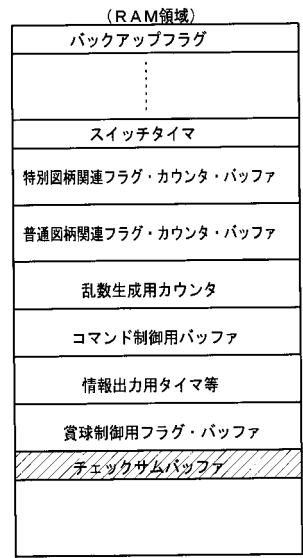 (RAM領域)
バックアップフラグ
スイッチタイマ
特別図柄関連フラグ・カウンタ・バッファ
普通図柄関連フラグ・カウンタ・バッファ
乱数生成用カウンタ
コマンド制御用バッファ
情報出力用タイマ等
賞球制御用フラグ・バッファ
チェックサムバッファ